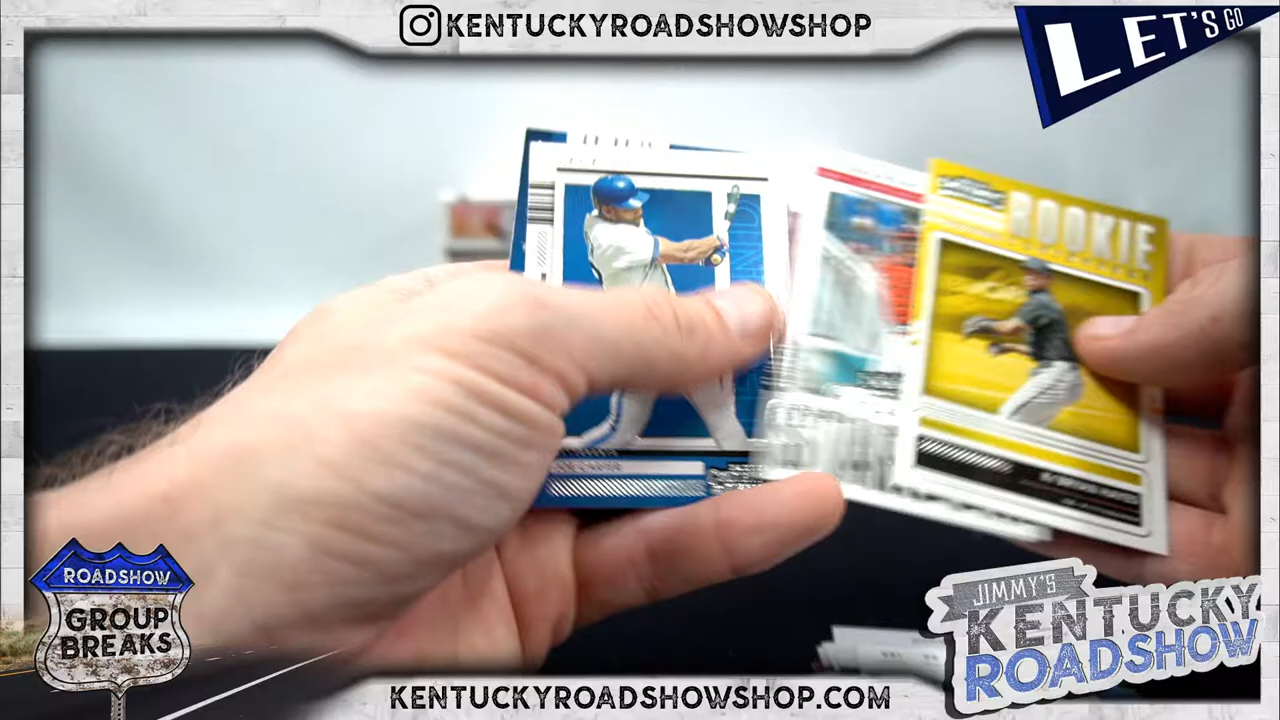 KENTUCKYROADSHOWSHOP
LET'S GO
ROOKIE
ROADSHOW
GROUP
BREAKS
JIMMY'S
KENTUCKY
ROADSHOW
KENTUCKYROADSHOWSHOP.COM